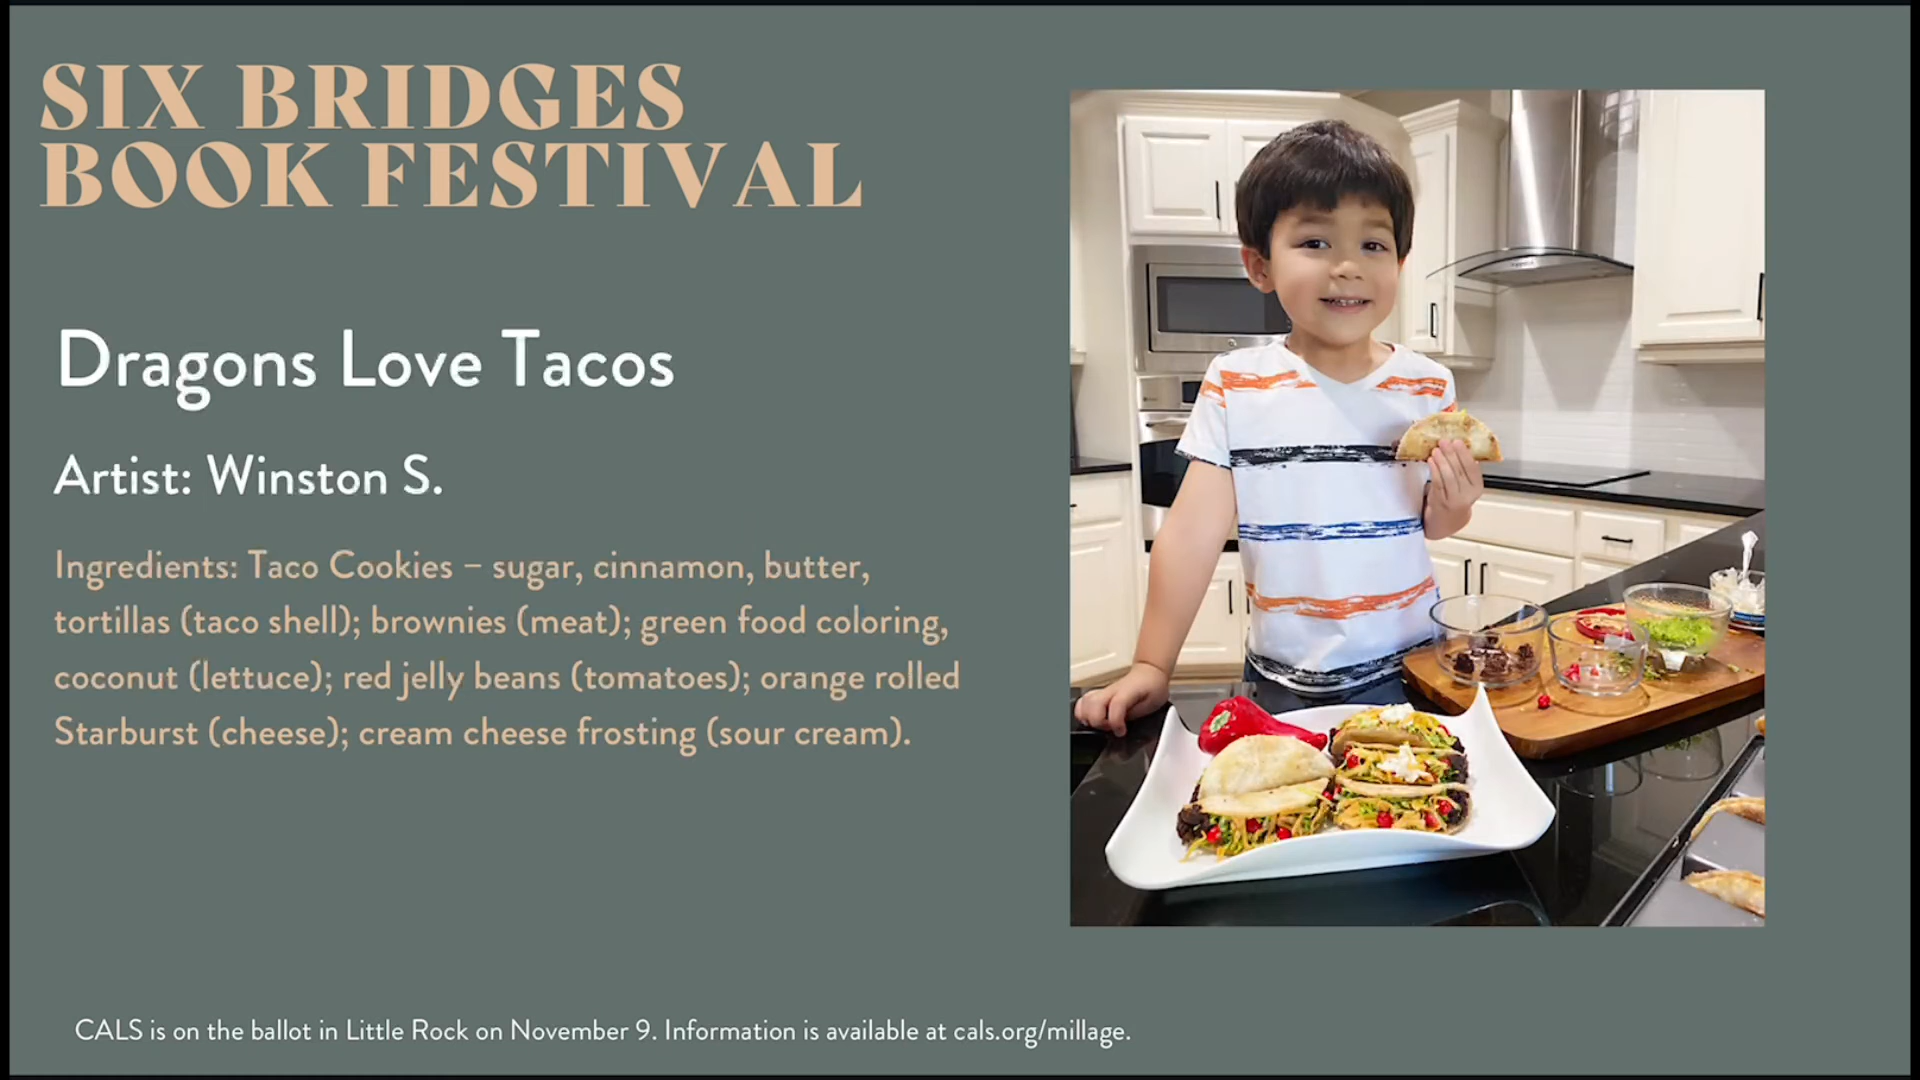 SIX BRIDGES
BOOK FESTIVAL
Dragons Love Tacos
Artist: Winston S.
Ingredients: Taco Cookies – sugar, cinnamon, butter,
tortillas (taco shell); brownies (meat); green food coloring,
coconut (lettuce); red jelly beans (tomatoes); orange rolled
Starburst (cheese); cream cheese frosting (sour cream).
CALS is on the ballot in Little Rock on November 9. Information is available at cals.org/millage.